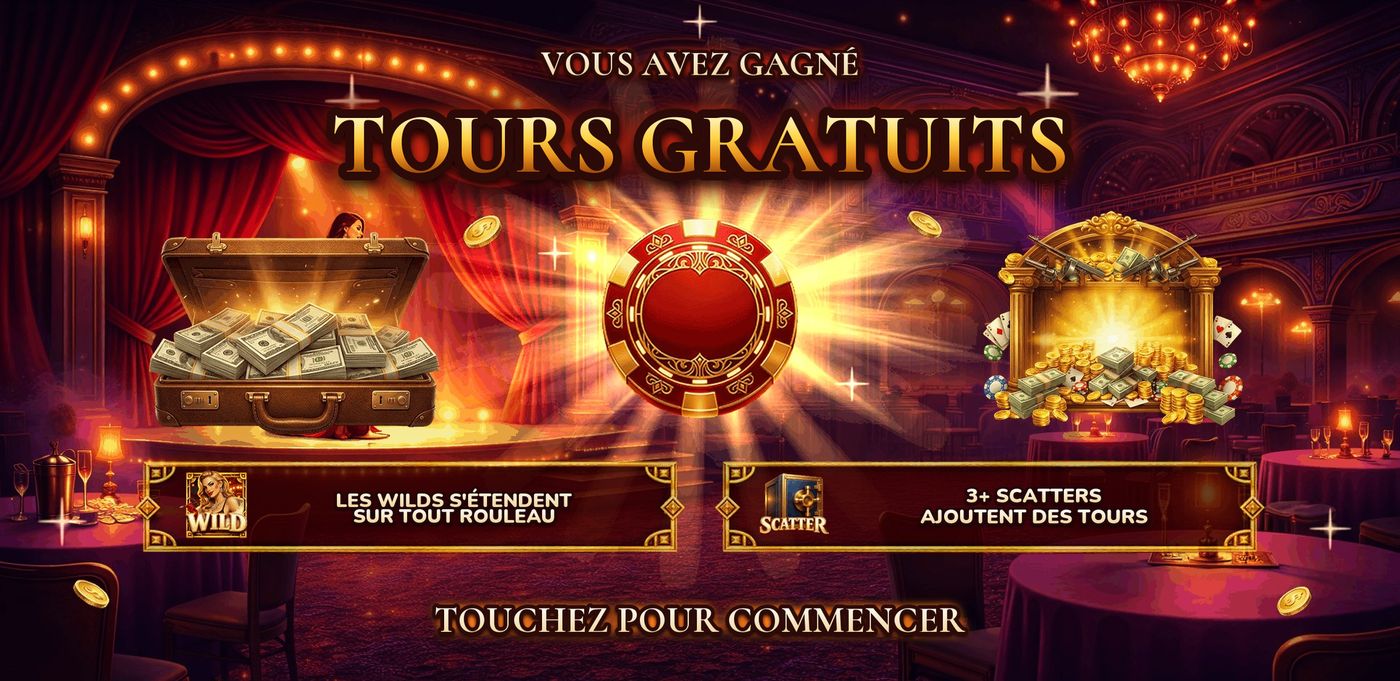 VOUS AVEZ GAGNÉ
TOURS GRATUITS
WILD
LES WILDS S'ÉTENDENT
SUR TOUT ROULEAU
SCATTER
3+ SCATTERS
AJOUTENT DES TOURS
TOUCHEZ POUR COMMENCER